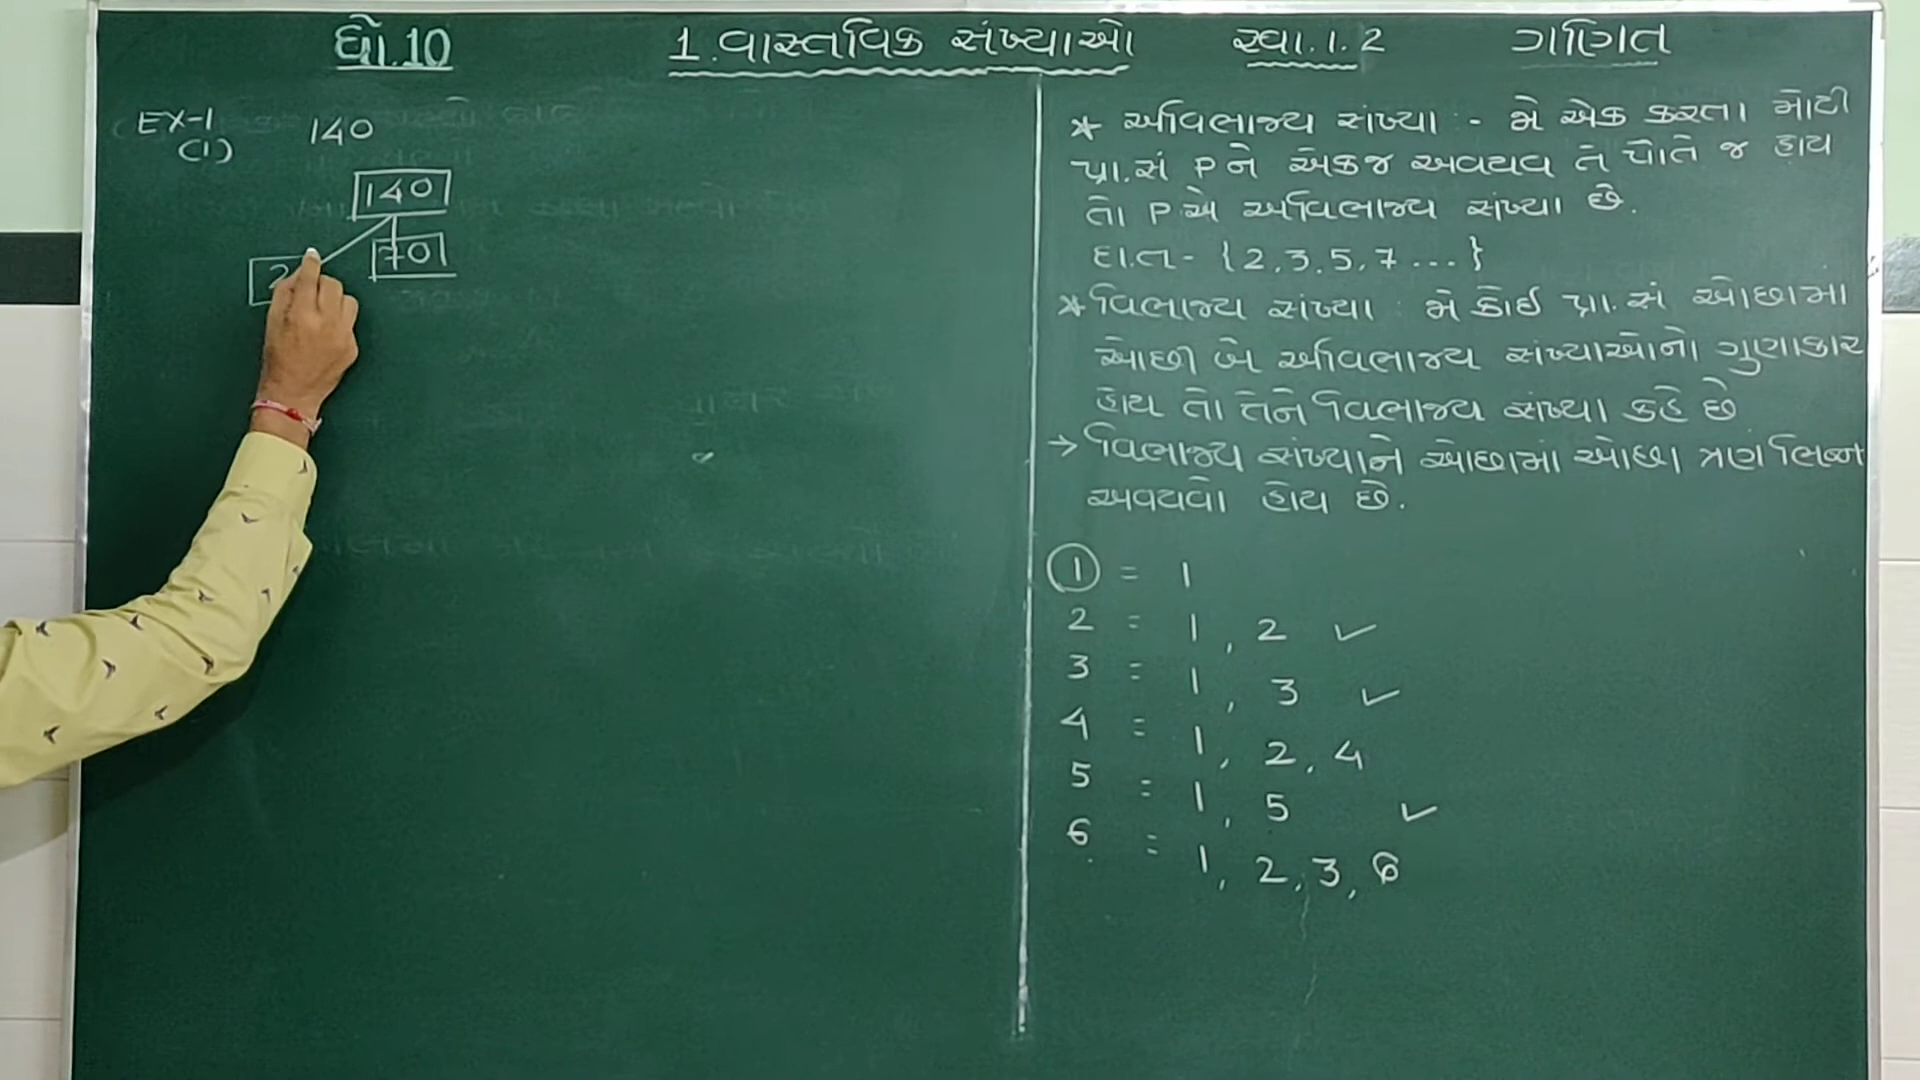 ધો.10
1. વાસ્તવિક સંખ્યાઓ
સ્વા. 1. 2
ગણિત
EX-1
(1)
140
140
2
70
* અવિભાજ્ય સંખ્યા :- જો એક કરતા મોટી
પ્રા.સં P ને એકજ અવયવ તે પોતે જ હોય
તો P એ અવિભાજ્ય સંખ્યા છે.
દા.ત - {2,3,5,7 ...}
* વિભાજ્ય સંખ્યા : જો કોઈ પ્રા.સં ઓછામા
ઓછી બે અવિભાજ્ય સંખ્યાઓનો ગુણાકાર
હોય તો તેને વિભાજ્ય સંખ્યા કહે છે
→ વિભાજ્ય સંખ્યાને ઓછામાં ઓછા ત્રણ ભિન્ન
અવયવો હોય છે.
1 = 1
2 = 1, 2 ✓
3 = 1, 3 ✓
4 = 1, 2, 4
5 = 1, 5 ✓
6 = 1, 2, 3, 6